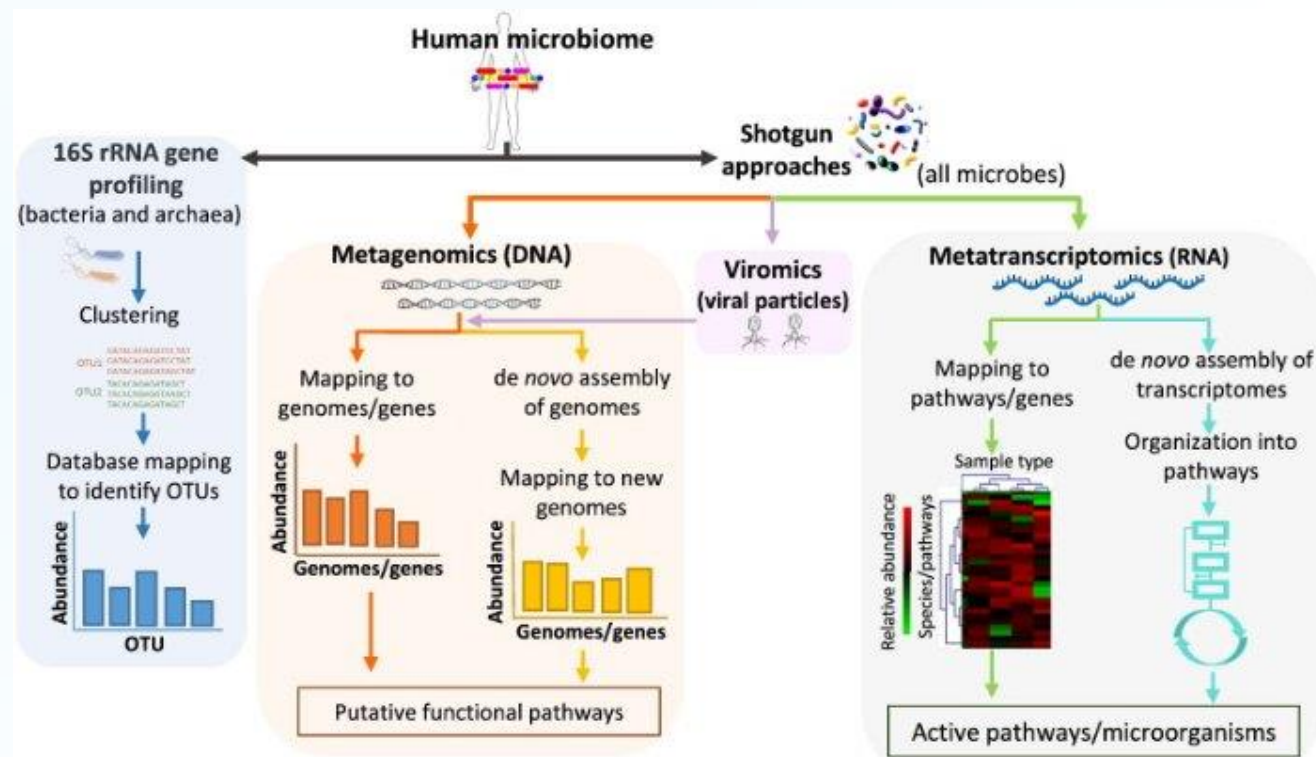 Human microbiome
16S rRNA gene
profiling
(bacteria and archaea)
Clustering
OTU1
OTU2
TACACAGAGATAGCT
Database mapping
to identify OTUs
Abundance
OTU
Shotgun
approaches
(all microbes)
Metagenomics (DNA)
Mapping to
genomes/genes
Abundance
Genomes/genes
de novo assembly
of genomes
Mapping to new
genomes
Abundance
Genomes/genes
Putative functional pathways
Viromics
(viral particles)
Metatranscriptomics (RNA)
Mapping to
pathways/genes
Sample type
Relative abundance
Species/pathways
de novo assembly of
transcriptomes
Organization into
pathways
Active pathways/microorganisms